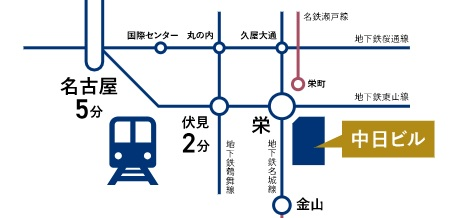 名鉄瀬戸線
国際センター 丸の内 久屋大通
地下鉄桜通線
名古屋
5分
栄町
地下鉄東山線
伏見
2分
栄
中日ビル
地下鉄鶴舞線
地下鉄名城線
金山